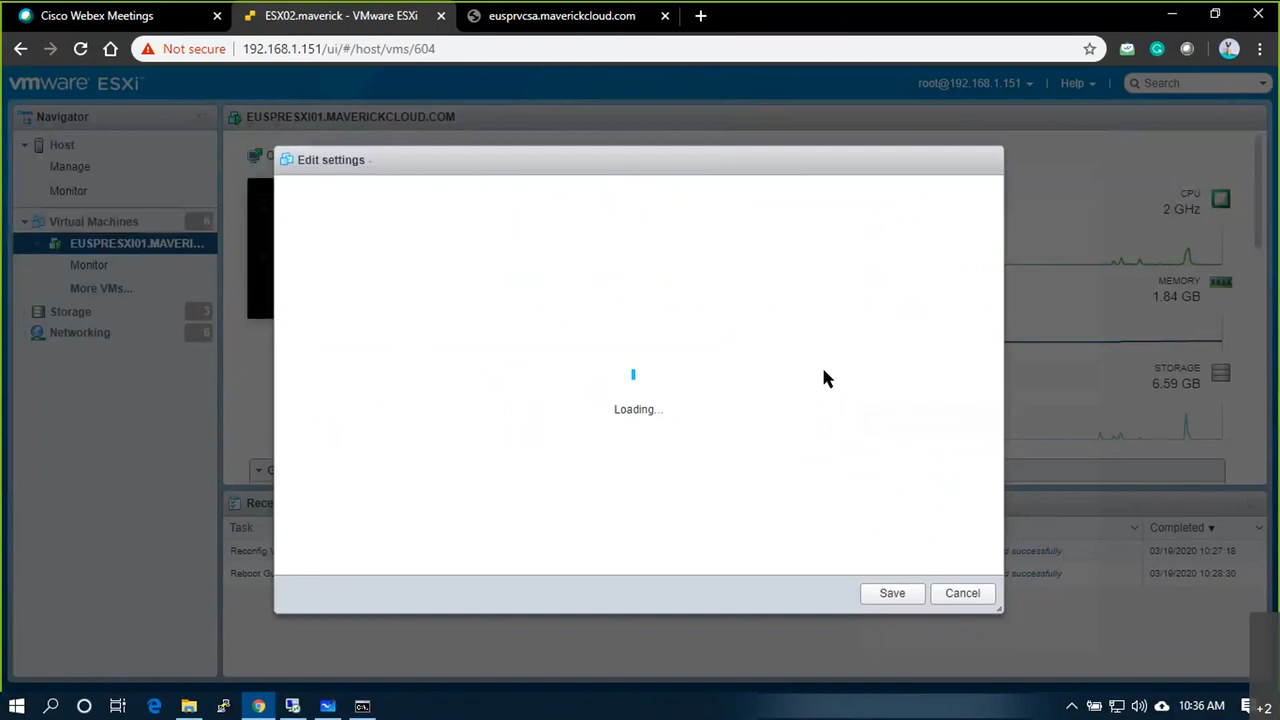 Cisco Webex Meetings
ESX02.maverick - VMware ESXi
eusprvcsa.maverickcloud.com
Not secure
192.168.1.151/ui/#/host/vms/604
vmware ESXi
root@192.168.1.151
Help
Search
Navigator
EUSPRESXI01.MAVERICKCLOUD.COM
Host
Manage
Monitor
Virtual Machines
6
EUSPRESXI01.MAVERI...
Monitor
More VMs...
Storage
3
Networking
6
Edit settings -
Loading...
Save
Cancel
CPU
2 GHz
MEMORY
1.84 GB
STORAGE
6.59 GB
Task
Completed
Reconfig
successfully
03/19/2020 10:27:18
Reboot
successfully
03/19/2020 10:28:30
10:36 AM
+2